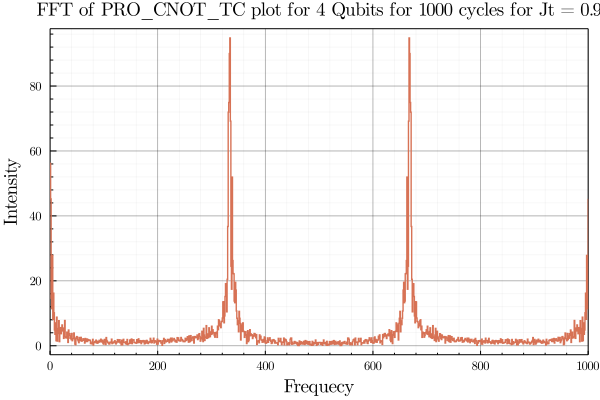 FFT of PRO_CNOT_TC plot for 4 Qubits for 1000 cycles for Jt = 0.9
80
60
40
20
0
Intensity
0 200 400 600 800 1000
Frequecy